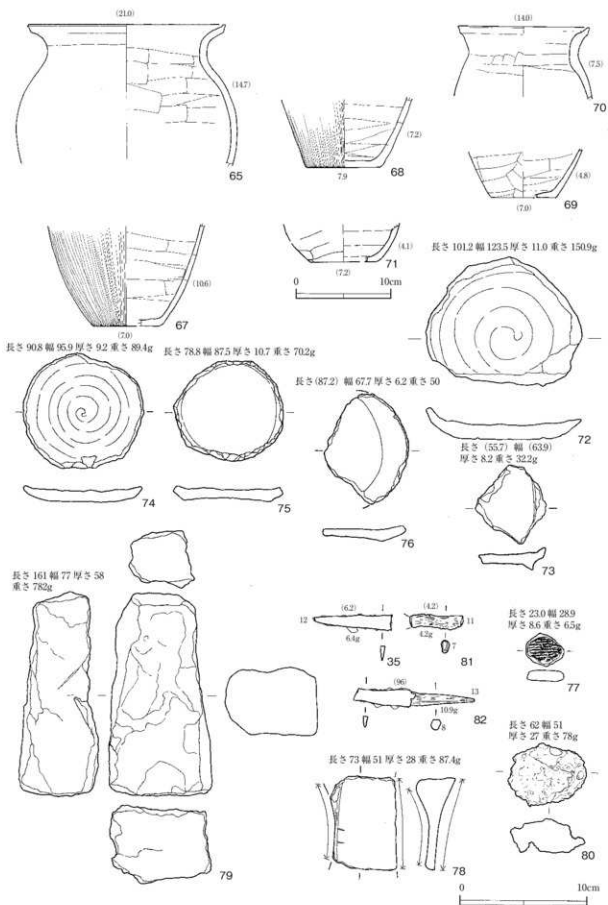 (21.0)
(14.7)
65
(14.0)
(7.5)
70
(7.2)
7.9
68
(4.8)
(7.0)
69
(10.6)
(7.0)
67
(4.1)
(7.2)
71
0 10cm
長さ 101.2 幅 123.5 厚さ 11.0 重さ 150.9g
72
長さ 90.8 幅 95.9 厚さ 9.2 重さ 89.4g
74
長さ 78.8 幅 87.5 厚さ 10.7 重さ 70.2g
75
長さ (87.2) 幅 67.7 厚さ 6.2 重さ 50
76
長さ (55.7) 幅 (63.9)
厚さ 8.2 重さ 32.2g
73
長さ 161 幅 77 厚さ 58
重さ 782g
79
(6.2)
12
6.4g
35
(4.2)
11
4.2g
7
81
(96)
13
10.9g
8
82
長さ 23.0 幅 28.9
厚さ 8.6 重さ 6.5g
77
長さ 73 幅 51 厚さ 28 重さ 87.4g
78
長さ 62 幅 51
厚さ 27 重さ 78g
80
0 10cm